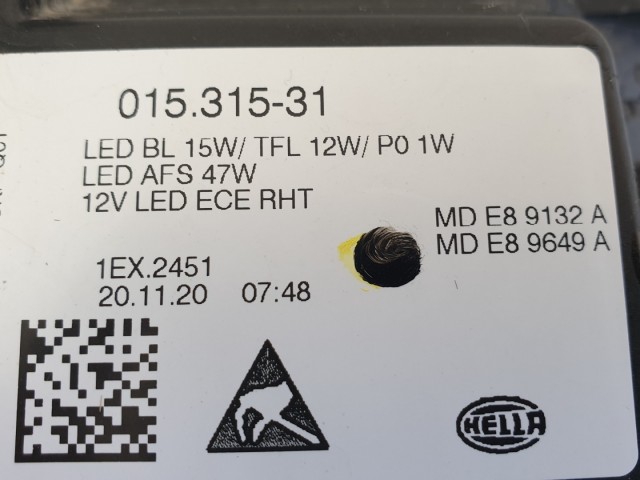 015.315-31
LED BL 15W/ TFL 12W/ PO 1W
LED AFS 47W
12V LED ECE RHT
MD E8 9132 A
MD E8 9649 A
1EX.2451
20.11.20 07:48
HELLA